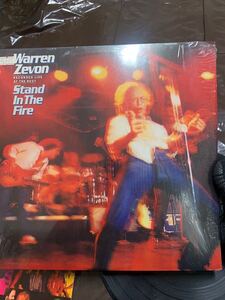 Warren
Zevon
RECORDED LIVE
AT THE ROXY
Stand
In The
Fire